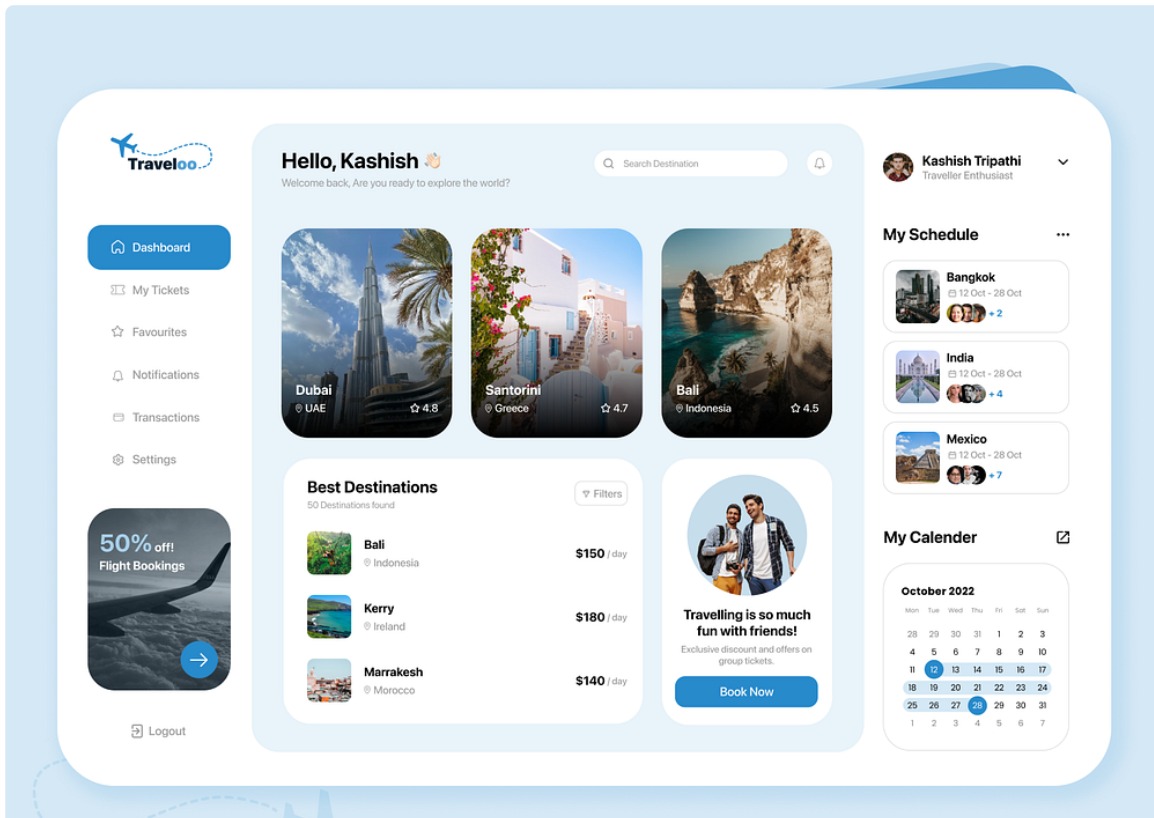 Traveloo
Dashboard
My Tickets
Favourites
Notifications
Transactions
Settings
50% off!
Flight Bookings
Logout
Hello, Kashish 👋🏻
Welcome back, Are you ready to explore the world?
Search Destination
Dubai
UAE
4.8
Santorini
Greece
4.7
Bali
Indonesia
4.5
Best Destinations
50 Destinations found
Filters
Bali
Indonesia
$150 / day
Kerry
Ireland
$180 / day
Marrakesh
Morocco
$140 / day
Travelling is so much
fun with friends!
Exclusive discount and offers on
group tickets.
Book Now
Kashish Tripathi
Traveller Enthusiast
My Schedule
Bangkok
12 Oct - 28 Oct
+ 2
India
12 Oct - 28 Oct
+ 4
Mexico
12 Oct - 28 Oct
+ 7
My Calender
October 2022
Mon Tue Wed Thu Fri Sat Sun
28 29 30 31 1 2 3
4 5 6 7 8 9 10
11 12 13 14 15 16 17
18 19 20 21 22 23 24
25 26 27 28 29 30 31
1 2 3 4 5 6 7